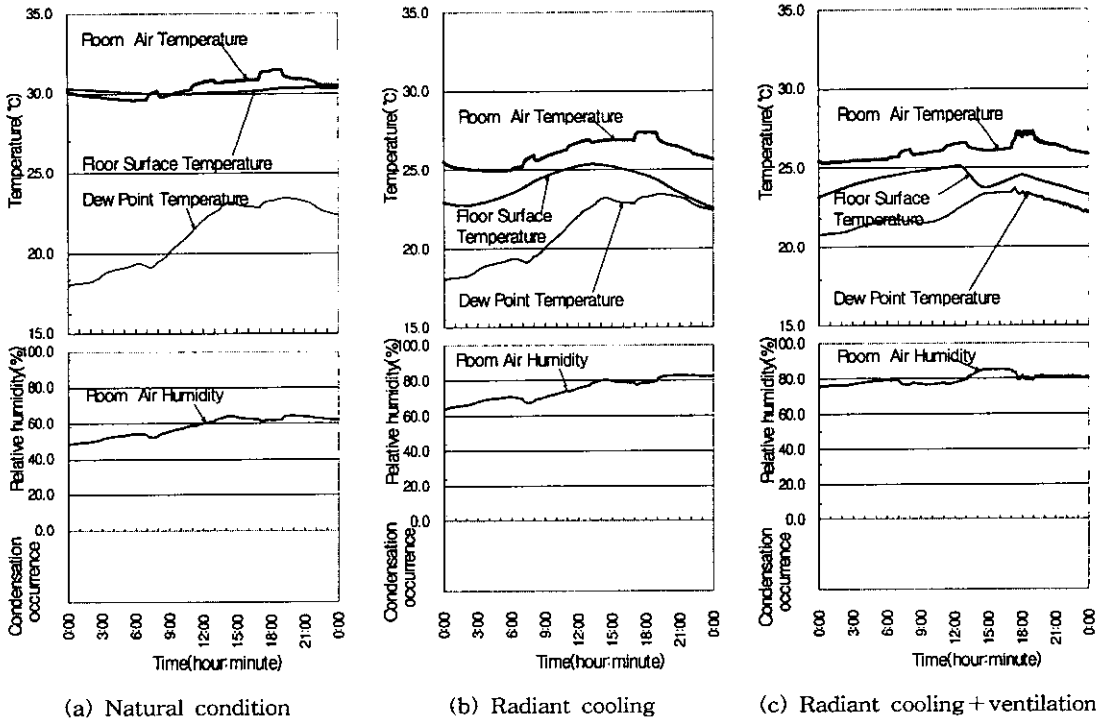 35.0
30.0
25.0
20.0
15.0
Temperature(℃)
Room Air Temperature
Floor Surface Temperature
Dew Point Temperature
100.0
80.0
60.0
40.0
20.0
0.0
Relative humidity(%)
Room Air Humidity
Condensation
occurrence
0:00
3:00
6:00
9:00
12:00
15:00
18:00
21:00
0:00
Time(hour:minute)
(a) Natural condition
35.0
30.0
25.0
20.0
15.0
Temperature(℃)
Room Air Temperature
Floor Surface
Temperature
Dew Point Temperature
100.0
80.0
60.0
40.0
20.0
0.0
Relative humidity(%)
Room Air Humidity
Condensation
occurrence
0:00
3:00
6:00
9:00
12:00
15:00
18:00
21:00
0:00
Time(hour:minute)
(b) Radiant cooling
35.0
30.0
25.0
20.0
15.0
Temperature(℃)
Room Air Temperature
Floor Surface
Temperature
Dew Point Temperature
100.0
80.0
60.0
40.0
20.0
0.0
Relative humidity(%)
Room Air Humidity
Condensation
occurrence
0:00
3:00
6:00
9:00
12:00
15:00
18:00
21:00
0:00
Time(hour:minute)
(c) Radiant cooling+ventilation